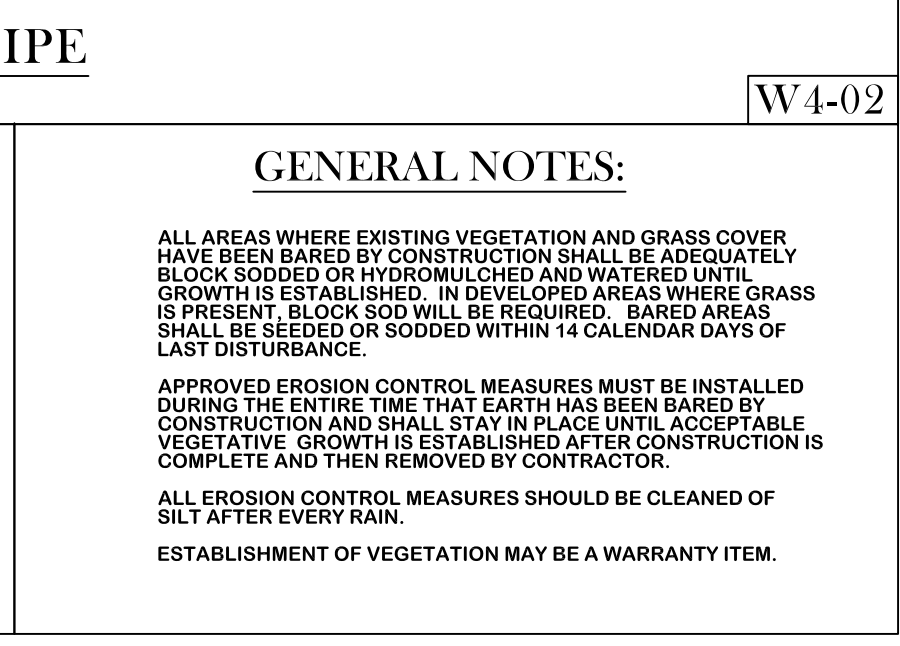 IPE
W4-02
GENERAL NOTES:
ALL AREAS WHERE EXISTING VEGETATION AND GRASS COVER
HAVE BEEN BARED BY CONSTRUCTION SHALL BE ADEQUATELY
BLOCK SODDED OR HYDROMULCHED AND WATERED UNTIL
GROWTH IS ESTABLISHED.  IN DEVELOPED AREAS WHERE GRASS
IS PRESENT, BLOCK SOD WILL BE REQUIRED.   BARED AREAS
SHALL BE SEEDED OR SODDED WITHIN 14 CALENDAR DAYS OF
LAST DISTURBANCE.
APPROVED EROSION CONTROL MEASURES MUST BE INSTALLED
DURING THE ENTIRE TIME THAT EARTH HAS BEEN BARED BY
CONSTRUCTION AND SHALL STAY IN PLACE UNTIL ACCEPTABLE
VEGETATIVE  GROWTH IS ESTABLISHED AFTER CONSTRUCTION IS
COMPLETE AND THEN REMOVED BY CONTRACTOR.
ALL EROSION CONTROL MEASURES SHOULD BE CLEANED OF
SILT AFTER EVERY RAIN.
ESTABLISHMENT OF VEGETATION MAY BE A WARRANTY ITEM.